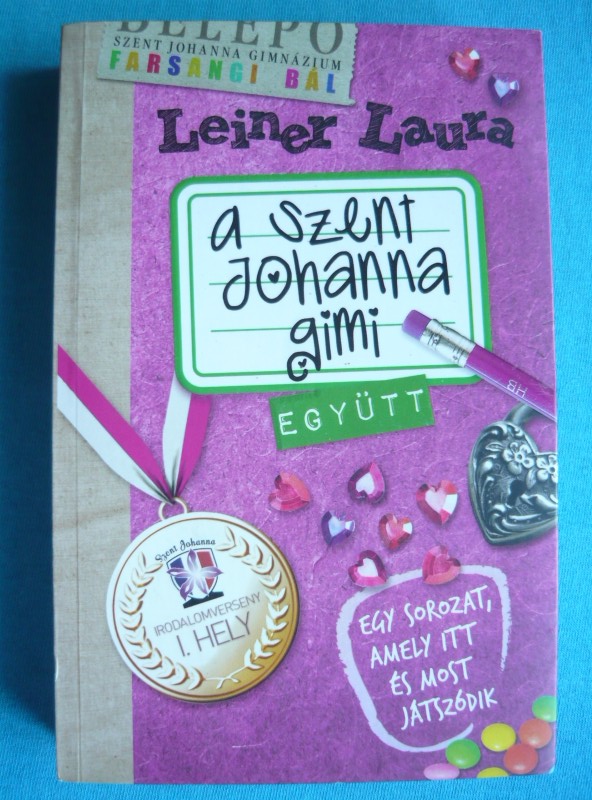 BELÉPŐ
SZENT JOHANNA GIMNÁZIUM
FARSANGI BÁL
Leiner Laura
a Szent
Johanna
gimi
EGYÜTT
HB
Szent Johanna
IRODALOMVERSENY
I. HELY
EGY SOROZAT,
AMELY ITT
ÉS MOST
JÁTSZÓDIK